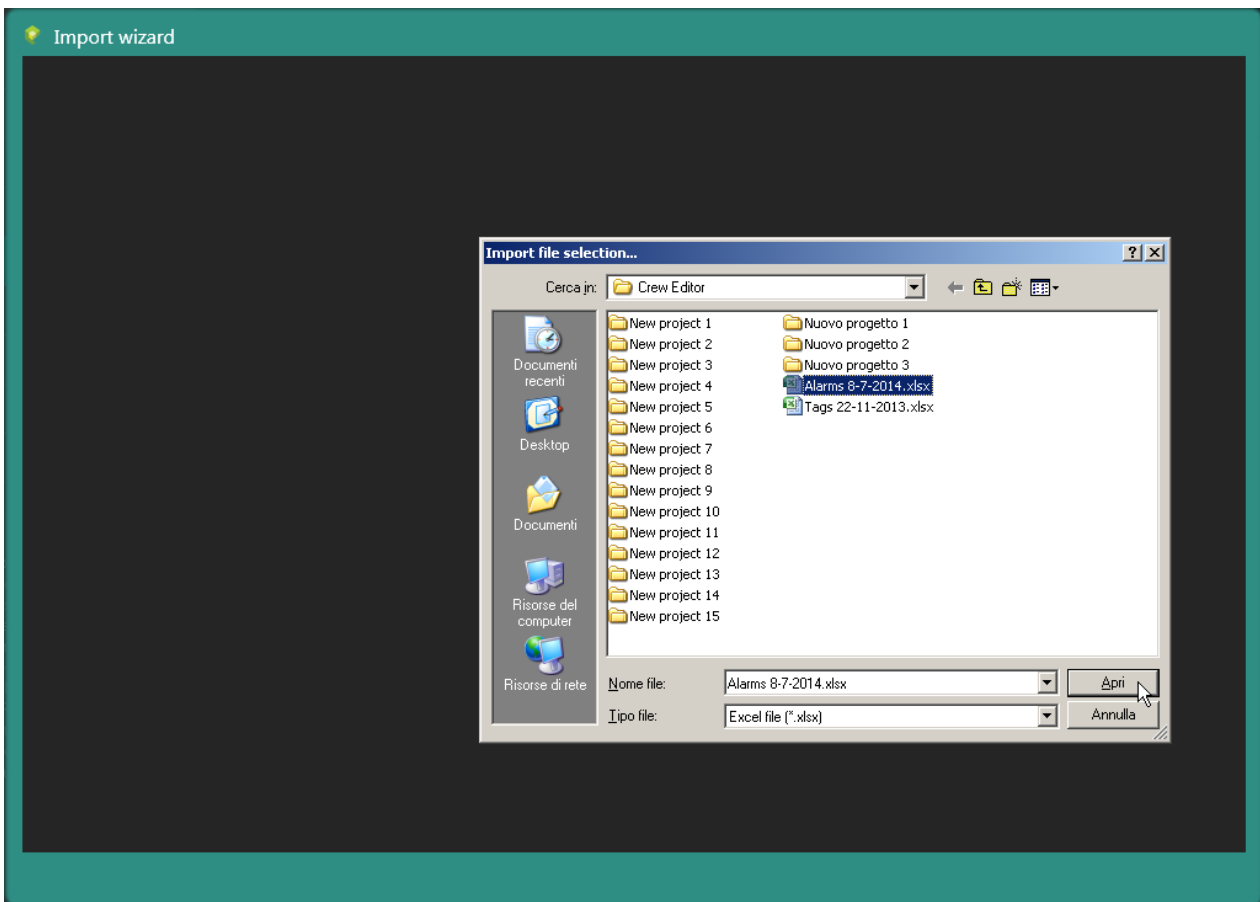 Import wizard
Import file selection...
Cerca in:
Crew Editor
Documenti
recenti
Desktop
Documenti
Risorse del
computer
Risorse di rete
New project 1
New project 2
New project 3
New project 4
New project 5
New project 6
New project 7
New project 8
New project 9
New project 10
New project 11
New project 12
New project 13
New project 14
New project 15
Nuovo progetto 1
Nuovo progetto 2
Nuovo progetto 3
Alarms 8-7-2014.xlsx
Tags 22-11-2013.xlsx
Nome file:
Alarms 8-7-2014.xlsx
Apri
Tipo file:
Excel file (*.xlsx)
Annulla